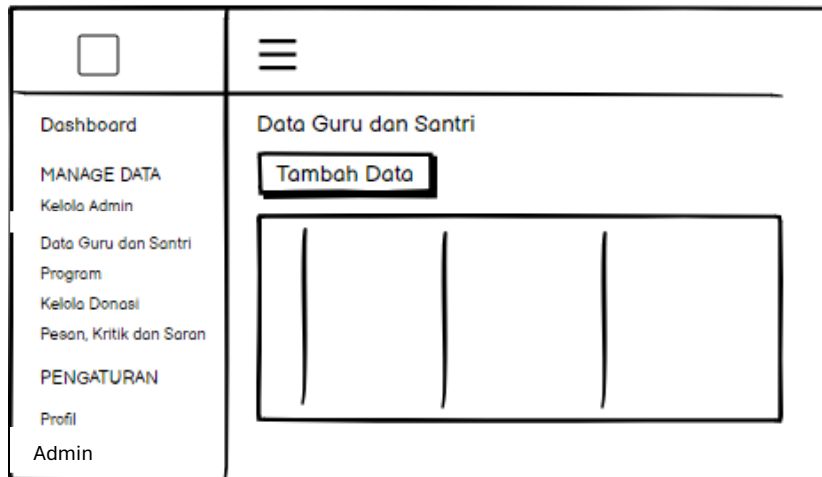 Dashboard
MANAGE DATA
Kelola Admin
Data Guru dan Santri
Program
Kelola Donasi
Pesan, Kritik dan Saran
PENGATURAN
Profil
Admin
Data Guru dan Santri
Tambah Data